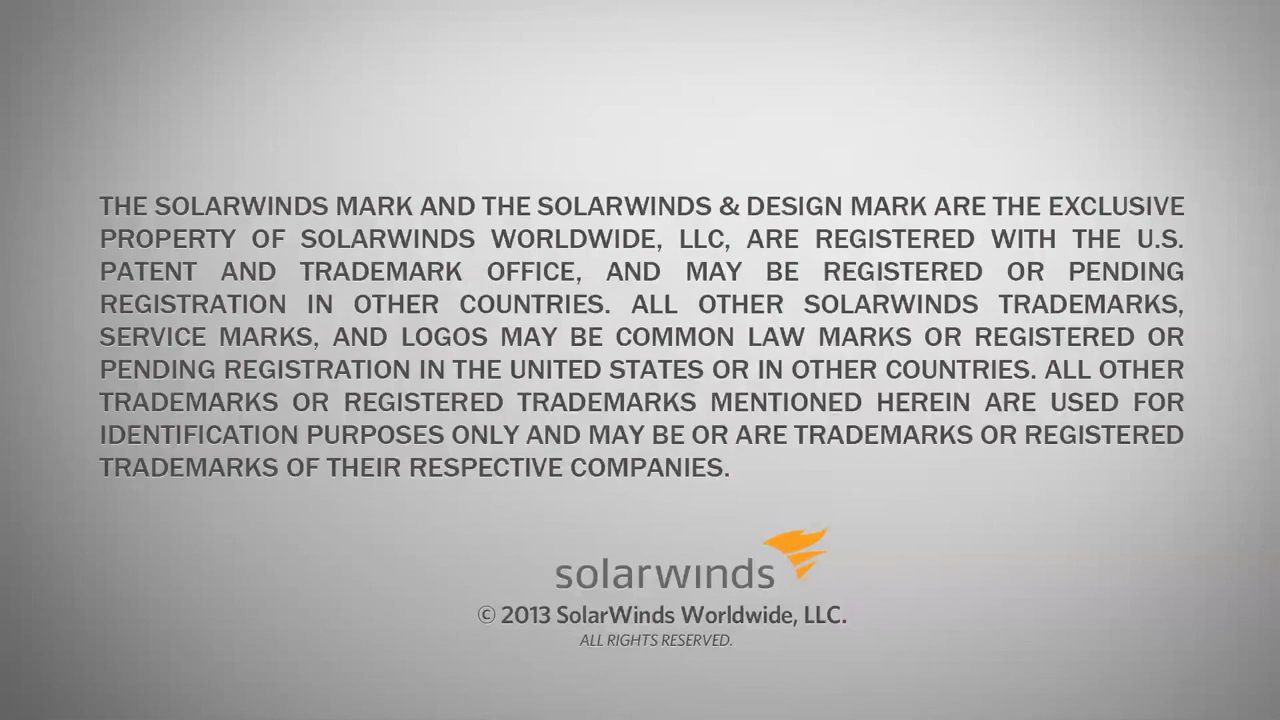 THE SOLARWINDS MARK AND THE SOLARWINDS & DESIGN MARK ARE THE EXCLUSIVE
PROPERTY OF SOLARWINDS WORLDWIDE, LLC, ARE REGISTERED WITH THE U.S.
PATENT AND TRADEMARK OFFICE, AND MAY BE REGISTERED OR PENDING
REGISTRATION IN OTHER COUNTRIES. ALL OTHER SOLARWINDS TRADEMARKS,
SERVICE MARKS, AND LOGOS MAY BE COMMON LAW MARKS OR REGISTERED OR
PENDING REGISTRATION IN THE UNITED STATES OR IN OTHER COUNTRIES. ALL OTHER
TRADEMARKS OR REGISTERED TRADEMARKS MENTIONED HEREIN ARE USED FOR
IDENTIFICATION PURPOSES ONLY AND MAY BE OR ARE TRADEMARKS OR REGISTERED
TRADEMARKS OF THEIR RESPECTIVE COMPANIES.
solarwinds
© 2013 SolarWinds Worldwide, LLC.
ALL RIGHTS RESERVED.